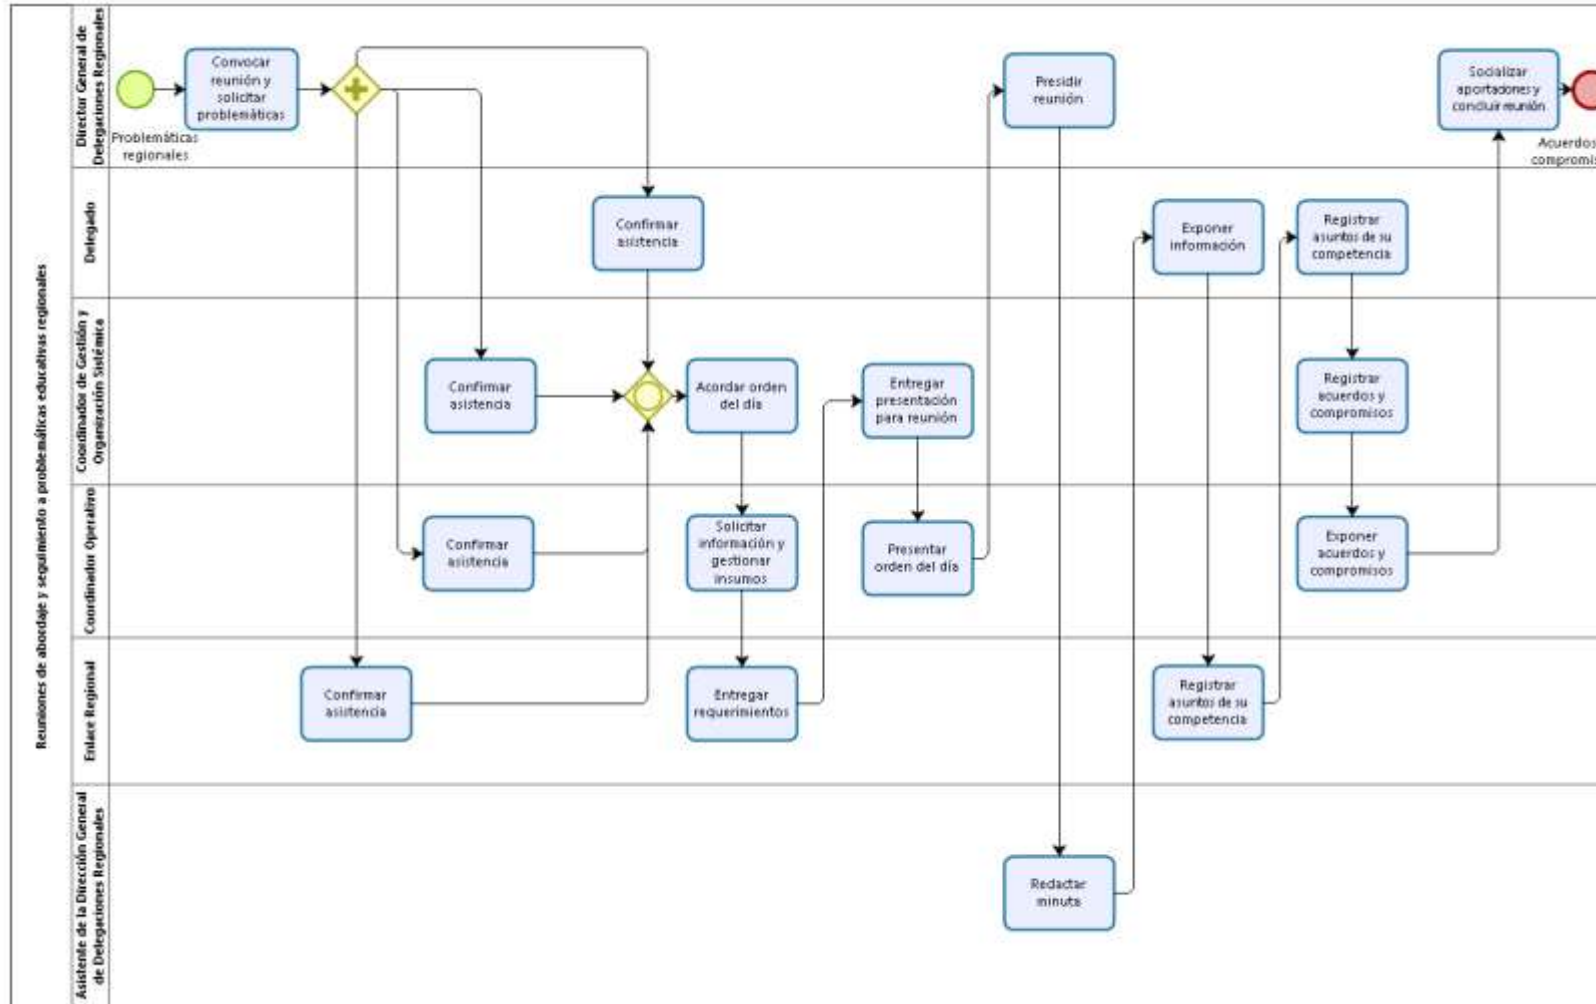 Reuniones de abordaje y seguimiento a problemáticas educativas regionales
Director General de
Delegaciones Regionales
Convocar
reunión y
solicitar
problemáticas
Problemáticas
regionales
Presidir
reunión
Socializar
aportaciones y
concluir reunión
Acuerdos
compromis
Delegado
Confirmar
asistencia
Exponer
información
Registrar
asuntos de su
competencia
Coordinador de Gestión y
Organización Sistémica
Confirmar
asistencia
Acordar orden
del día
Entregar
presentación
para reunión
Registrar
acuerdos y
compromisos
Coordinador Operativo
Confirmar
asistencia
Solicitar
información y
gestionar
insumos
Presentar
orden del día
Exponer
acuerdos y
compromisos
Enlace Regional
Confirmar
asistencia
Entregar
requerimientos
Registrar
asuntos de su
competencia
Asistente de la Dirección General
de Delegaciones Regionales
Redactar
minuta